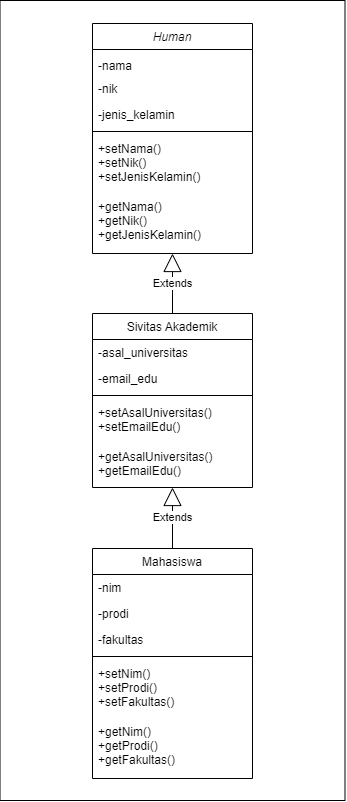 Human
-nama
-nik
-jenis_kelamin
+setNama()
+setNik()
+setJenisKelamin()
+getNama()
+getNik()
+getJenisKelamin()
Extends
Sivitas Akademik
-asal_universitas
-email_edu
+setAsalUniversitas()
+setEmailEdu()
+getAsalUniversitas()
+getEmailEdu()
Extends
Mahasiswa
-nim
-prodi
-fakultas
+setNim()
+setProdi()
+setFakultas()
+getNim()
+getProdi()
+getFakultas()